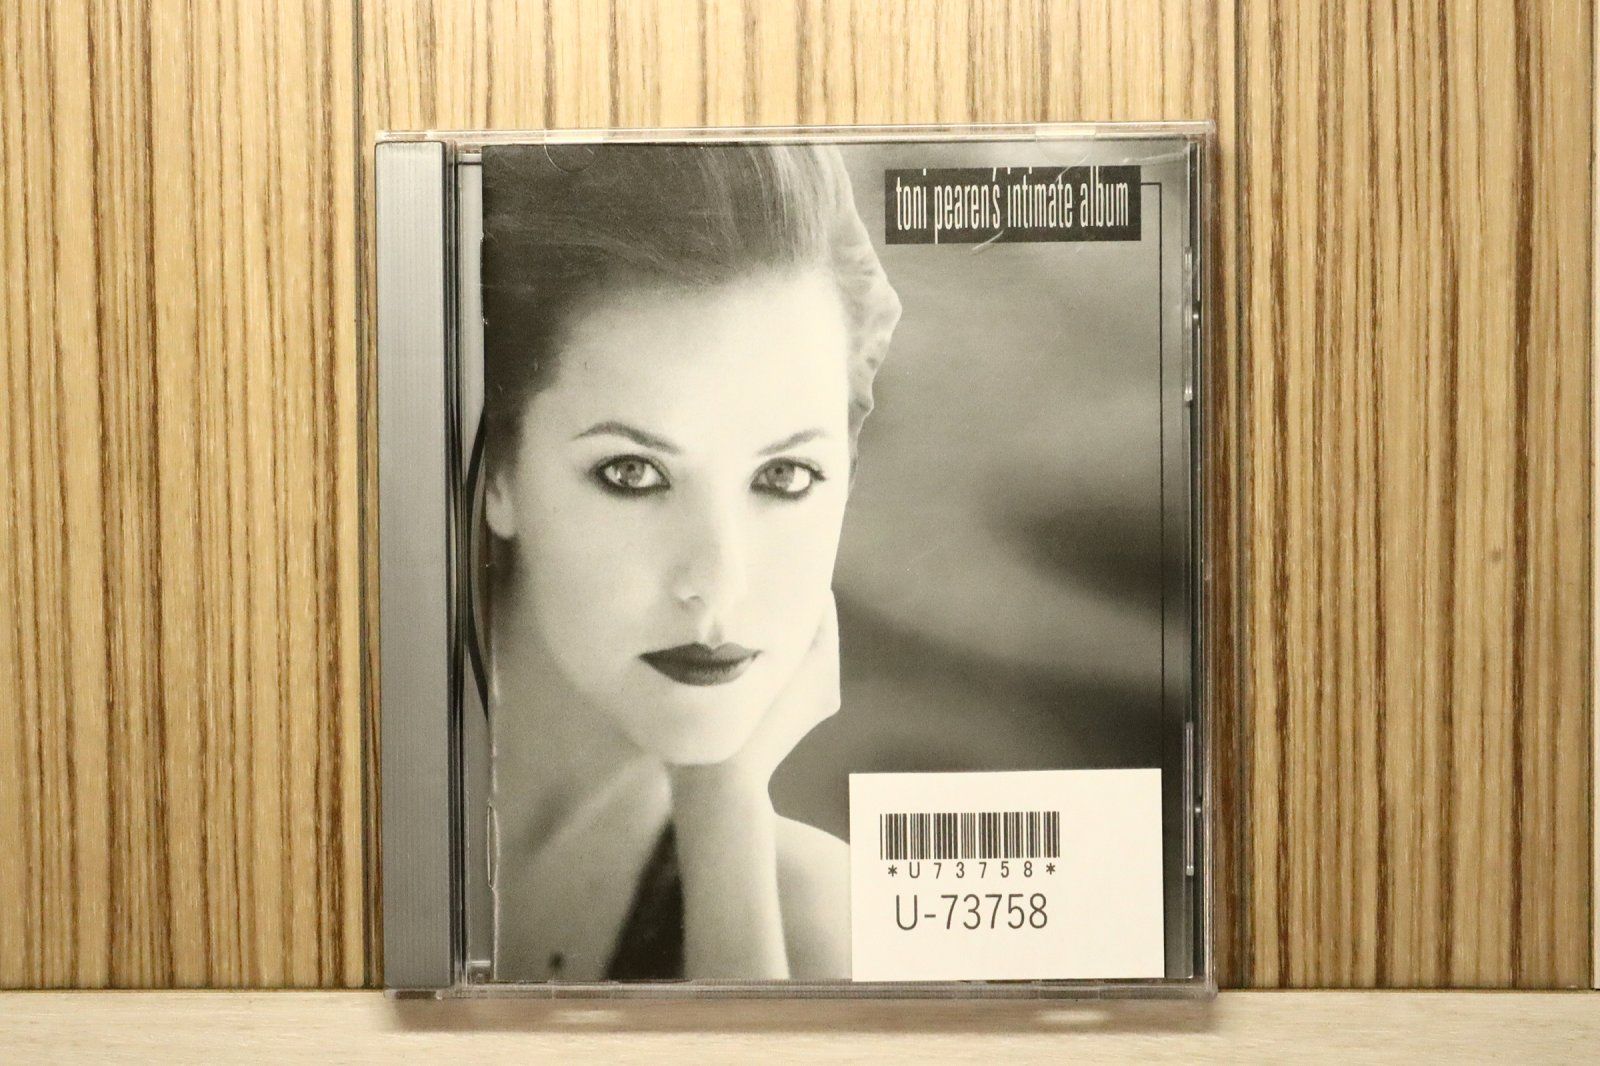 toni pearen's intimate album
*U73758*
U-73758